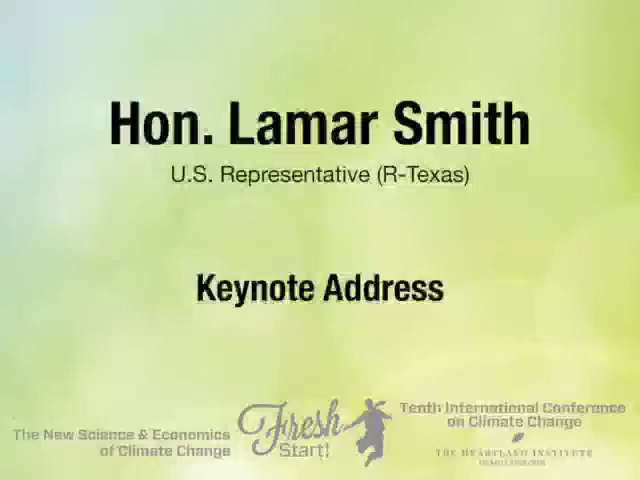 Hon. Lamar Smith
U.S. Representative (R-Texas)
Keynote Address
The New Science & Economics
of Climate Change
Fresh
Start!
Tenth International Conference
on Climate Change
THE HEARTLAND INSTITUTE